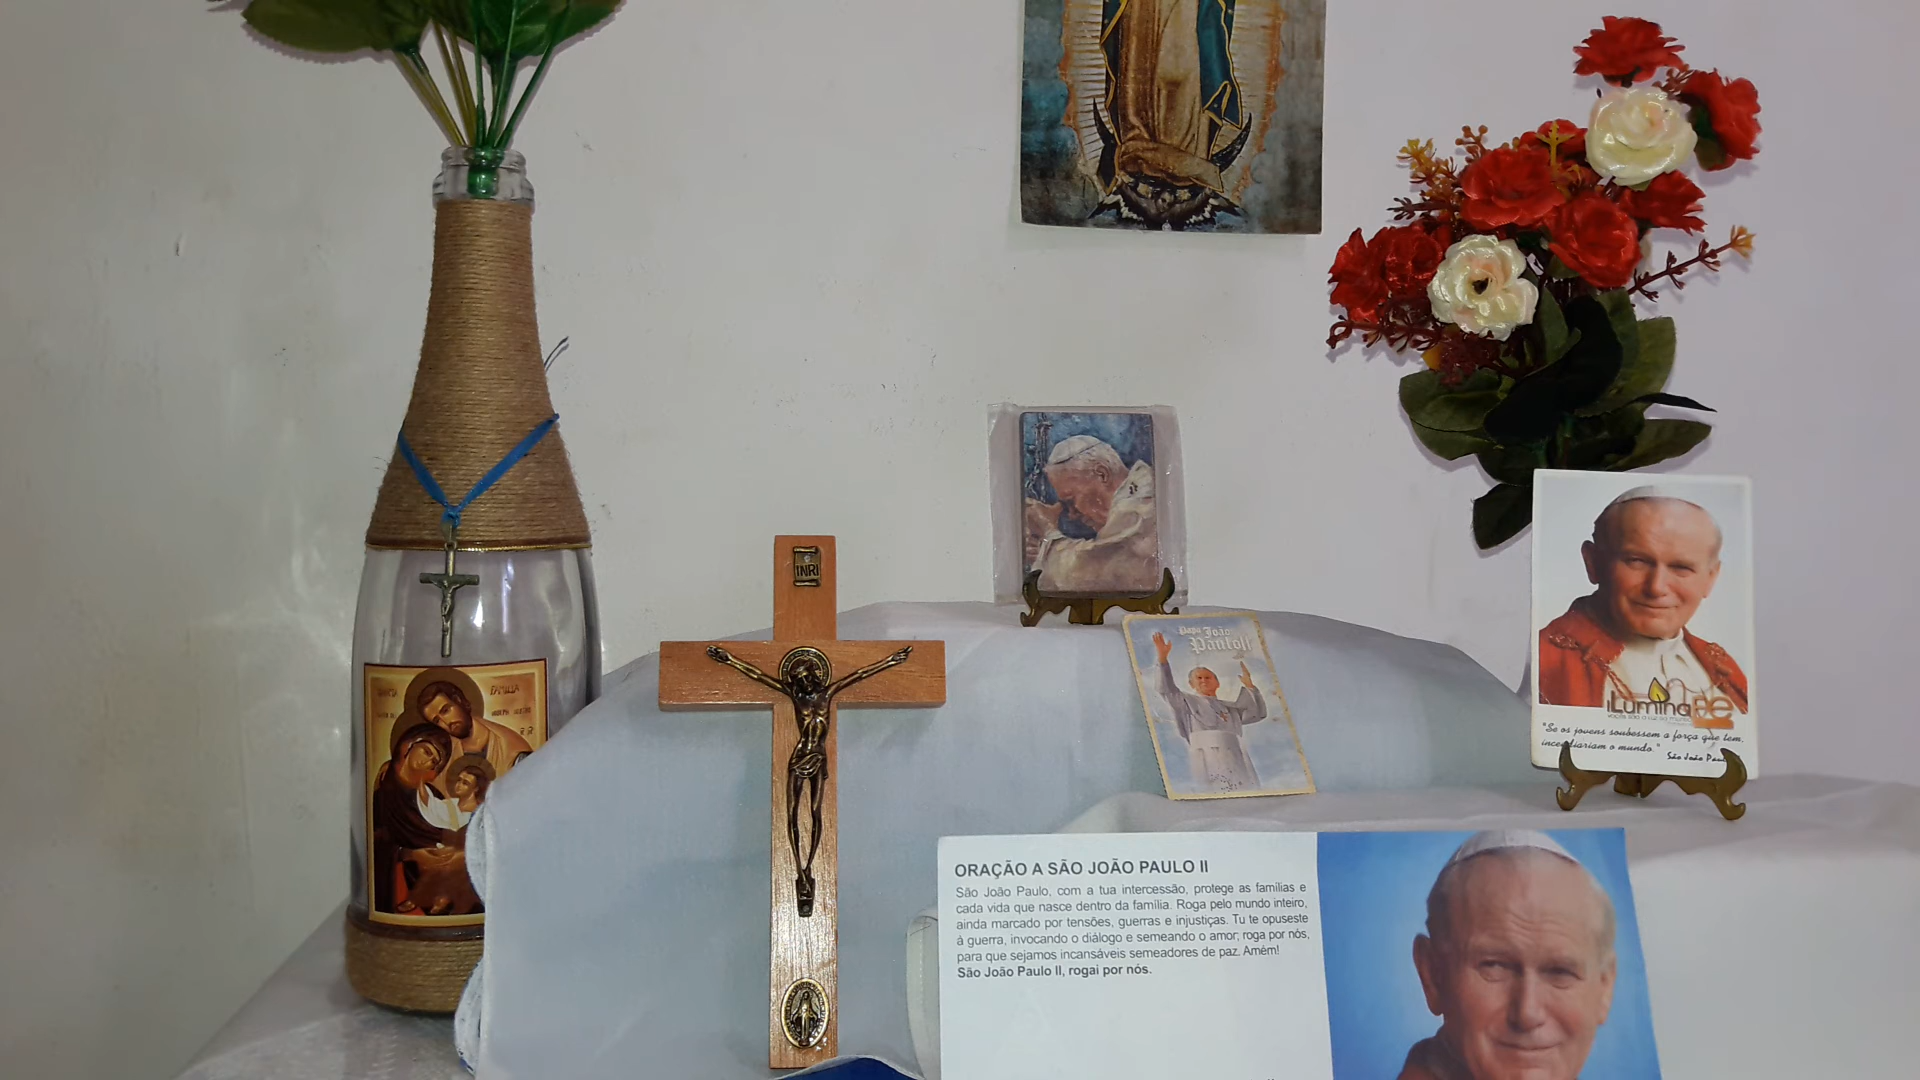 INRI
SANTA
FAMILIA
Papa João
Paulo II
iLumina
"Se os jovens soubessem a força que tem,
incendiariam o mundo."
São João
ORAÇÃO A SÃO JOÃO PAULO II
São João Paulo, com a tua intercessão, protege as famílias e
cada vida que nasce dentro da família. Roga pelo mundo inteiro,
ainda marcado por tensões, guerras e injustiças. Tu te opuseste
à guerra, invocando o diálogo e semeando o amor; roga por nós,
para que sejamos incansáveis semeadores de paz. Amém!
São João Paulo II, rogai por nós.